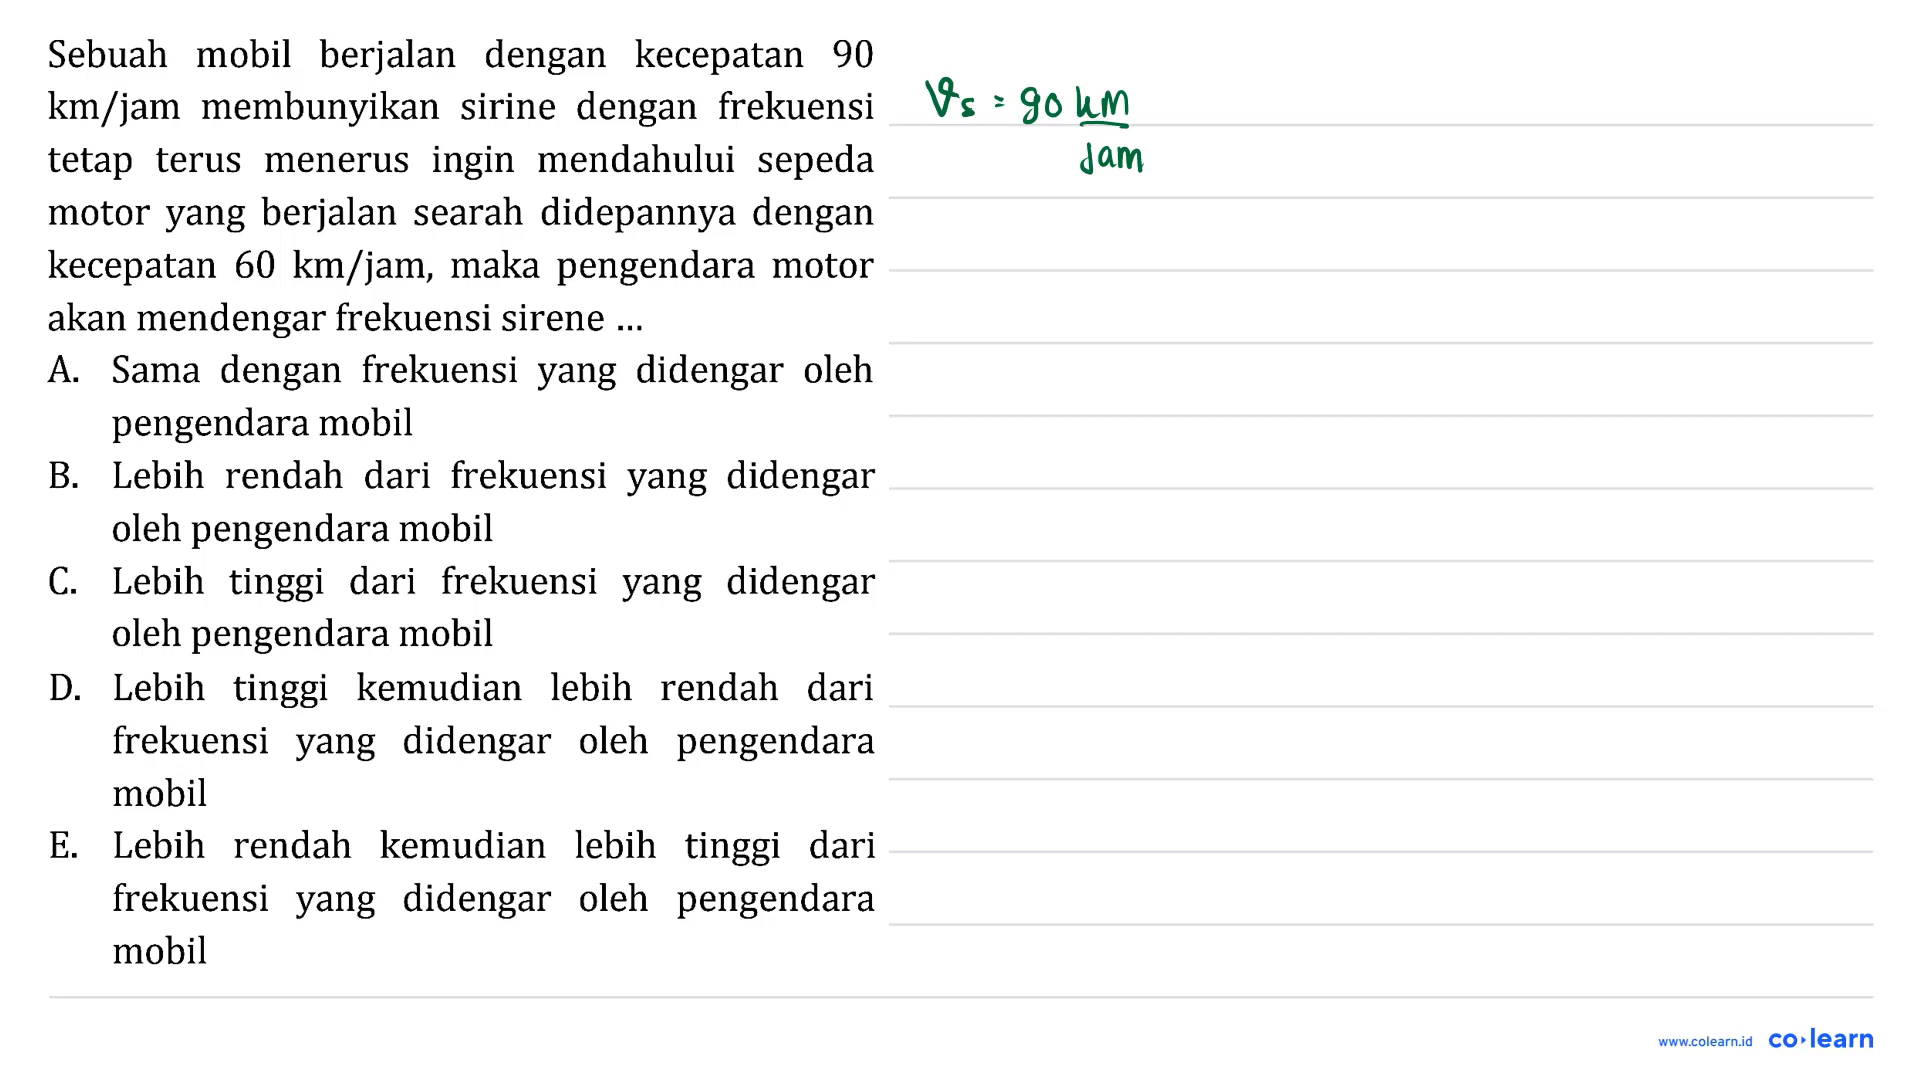 Sebuah mobil berjalan dengan kecepatan 90
km/jam membunyikan sirine dengan frekuensi
tetap terus menerus ingin mendahului sepeda
motor yang berjalan searah didepannya dengan
kecepatan 60 km/jam, maka pengendara motor
akan mendengar frekuensi sirene ...
A. Sama dengan frekuensi yang didengar oleh
pengendara mobil
B. Lebih rendah dari frekuensi yang didengar
oleh pengendara mobil
C. Lebih tinggi dari frekuensi yang didengar
oleh pengendara mobil
D. Lebih tinggi kemudian lebih rendah dari
frekuensi yang didengar oleh pengendara
mobil
E. Lebih rendah kemudian lebih tinggi dari
frekuensi yang didengar oleh pengendara
mobil
Vs = 90 km
Jam
www.colearn.id co learn